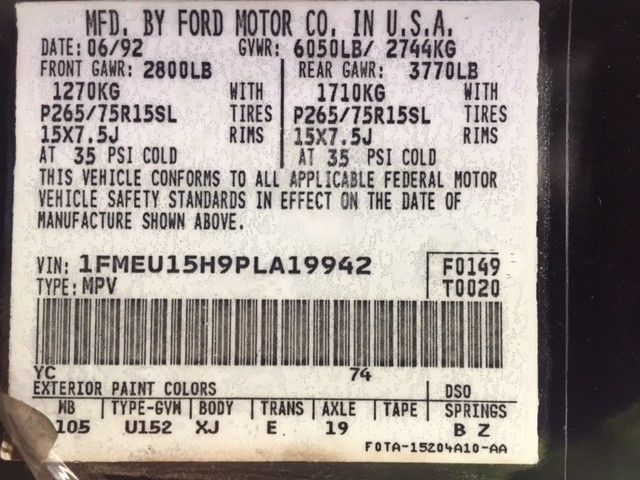 MFD. BY FORD MOTOR CO. IN U.S.A.
DATE: 06/92 GVWR: 6050LB/ 2744KG
FRONT GAWR: 2800LB REAR GAWR: 3770LB
1270KG WITH 1710KG WITH
P265/75R15SL TIRES P265/75R15SL TIRES
15X7.5J RIMS 15X7.5J RIMS
AT 35 PSI COLD AT 35 PSI COLD
THIS VEHICLE CONFORMS TO ALL APPLICABLE FEDERAL MOTOR
VEHICLE SAFETY STANDARDS IN EFFECT ON THE DATE OF
MANUFACTURE SHOWN ABOVE.
VIN: 1FMEU15H9PLA19942 F0149
TYPE: MPV T0020
YC 74
EXTERIOR PAINT COLORS DSO
WB TYPE-GVW BODY TRANS AXLE TAPE SPRINGS
105 U152 XJ E 19 B Z
F0TA-15204A10-AA